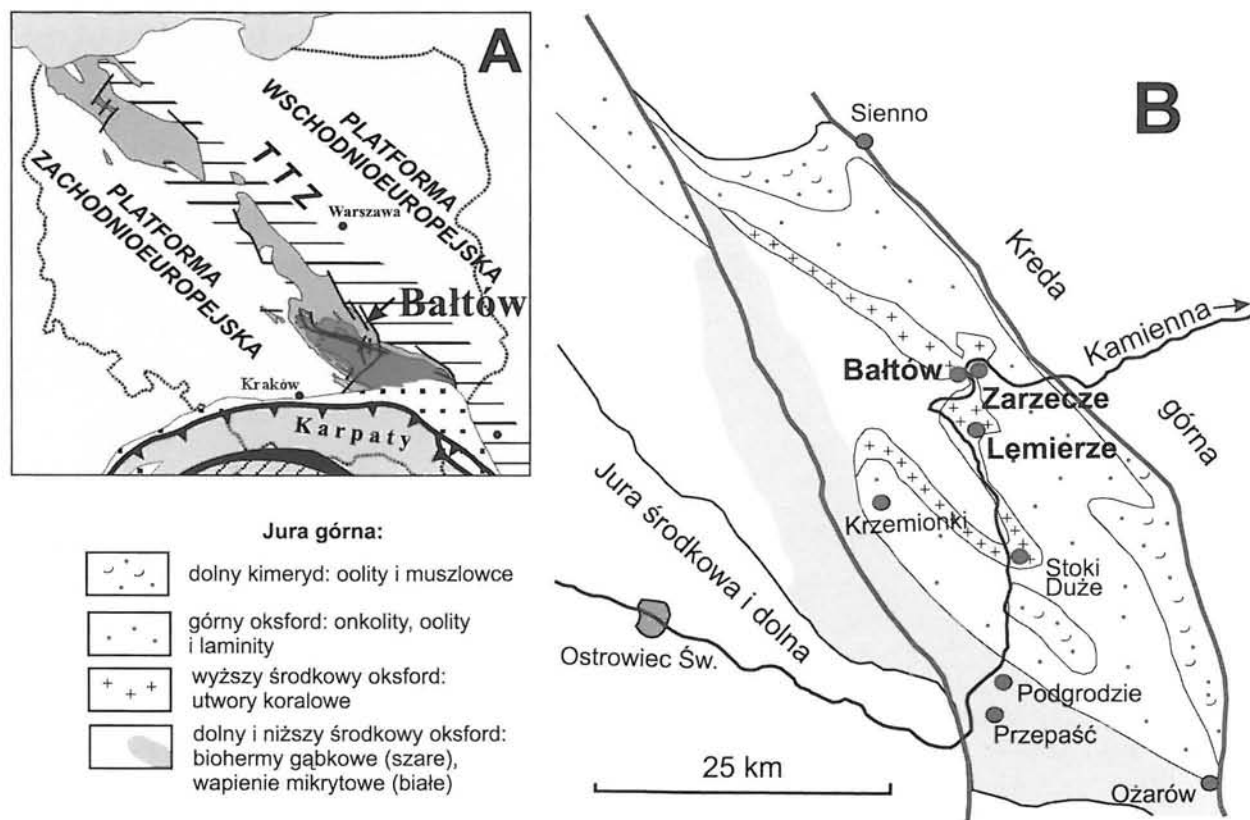 A
PLATFORMA
WSCHODNIOEUROPEJSKA
T T Z
PLATFORMA
ZACHODNIOEUROPEJSKA
Warszawa
Bałtów
Kraków
Karpaty
Jura górna:
dolny kimeryd: oolity i muszlowce
górny oksford: onkolity, oolity
i laminity
wyższy środkowy oksford:
utwory koralowe
dolny i niższy środkowy oksford:
biohermy gąbkowe (szare),
wapienie mikrytowe (białe)
B
Sienno
Kreda
górna
Kamienna
Bałtów
Zarzecze
Lemierze
Krzemionki
Stoki
Duże
Jura środkowa i dolna
Ostrowiec Św.
Podgrodzie
Przepaść
25 km
Ożarów